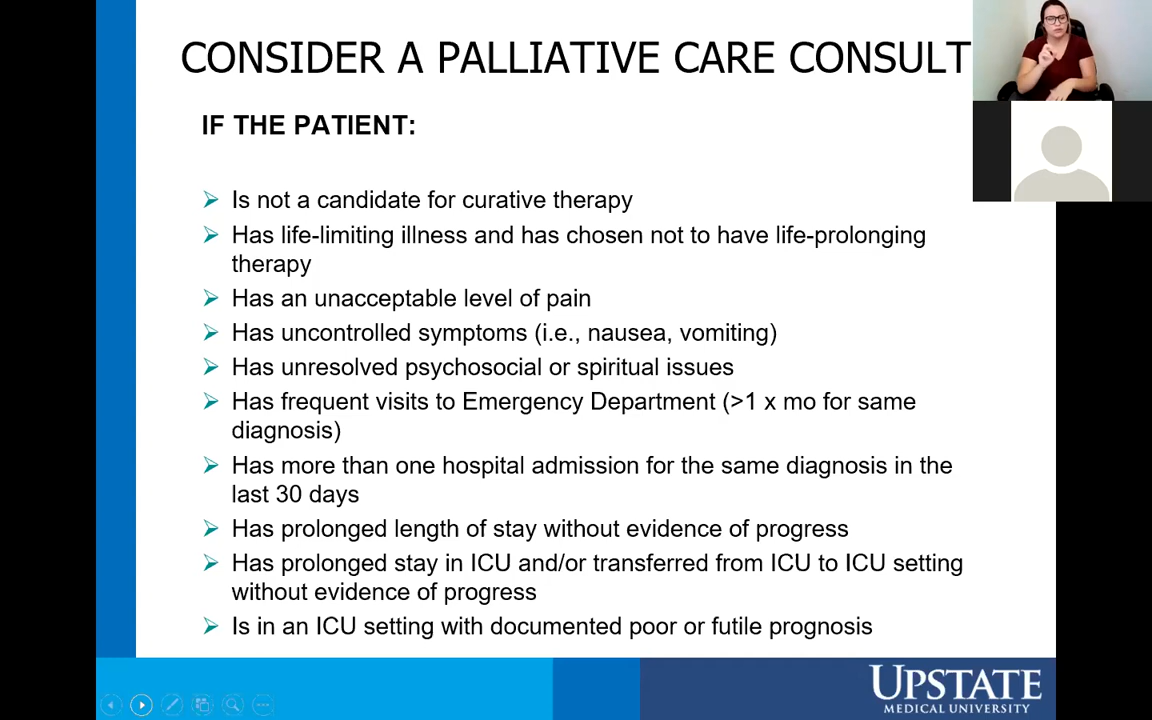 CONSIDER A PALLIATIVE CARE CONSULT
IF THE PATIENT:
Is not a candidate for curative therapy
Has life-limiting illness and has chosen not to have life-prolonging
therapy
Has an unacceptable level of pain
Has uncontrolled symptoms (i.e., nausea, vomiting)
Has unresolved psychosocial or spiritual issues
Has frequent visits to Emergency Department (>1 x mo for same
diagnosis)
Has more than one hospital admission for the same diagnosis in the
last 30 days
Has prolonged length of stay without evidence of progress
Has prolonged stay in ICU and/or transferred from ICU to ICU setting
without evidence of progress
Is in an ICU setting with documented poor or futile prognosis
UPSTATE
MEDICAL UNIVERSITY